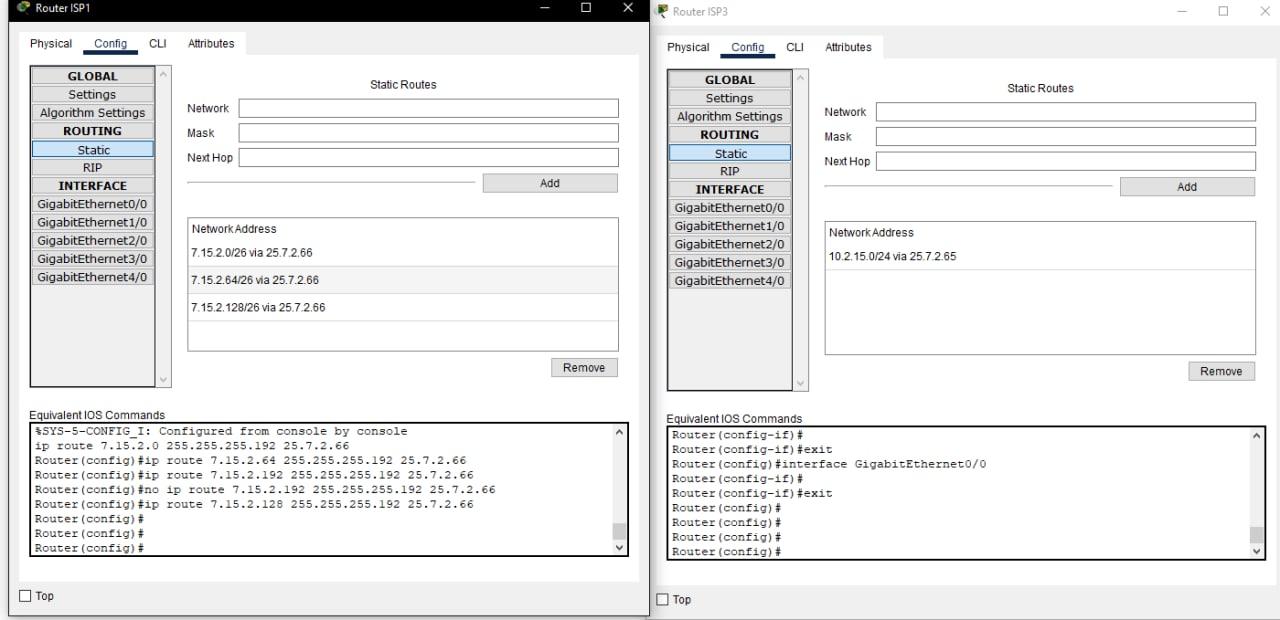 Router ISP1
Physical Config CLI Attributes
GLOBAL
Settings
Algorithm Settings
ROUTING
Static
RIP
INTERFACE
GigabitEthernet0/0
GigabitEthernet1/0
GigabitEthernet2/0
GigabitEthernet3/0
GigabitEthernet4/0
Static Routes
Network
Mask
Next Hop
Add
Network Address
7.15.2.0/26 via 25.7.2.66
7.15.2.64/26 via 25.7.2.66
7.15.2.128/26 via 25.7.2.66
Remove
Equivalent IOS Commands
%SYS-5-CONFIG_I: Configured from console by console
ip route 7.15.2.0 255.255.255.192 25.7.2.66
Router(config)#ip route 7.15.2.64 255.255.255.192 25.7.2.66
Router(config)#ip route 7.15.2.192 255.255.255.192 25.7.2.66
Router(config)#no ip route 7.15.2.192 255.255.255.192 25.7.2.66
Router(config)#ip route 7.15.2.128 255.255.255.192 25.7.2.66
Router(config)#
Router(config)#
Router(config)#
Top
Router ISP3
Physical Config CLI Attributes
GLOBAL
Settings
Algorithm Settings
ROUTING
Static
RIP
INTERFACE
GigabitEthernet0/0
GigabitEthernet1/0
GigabitEthernet2/0
GigabitEthernet3/0
GigabitEthernet4/0
Static Routes
Network
Mask
Next Hop
Add
Network Address
10.2.15.0/24 via 25.7.2.65
Remove
Equivalent IOS Commands
Router(config-if)#
Router(config-if)#exit
Router(config)#interface GigabitEthernet0/0
Router(config-if)#
Router(config-if)#exit
Router(config)#
Router(config)#
Router(config)#
Router(config)#
Top